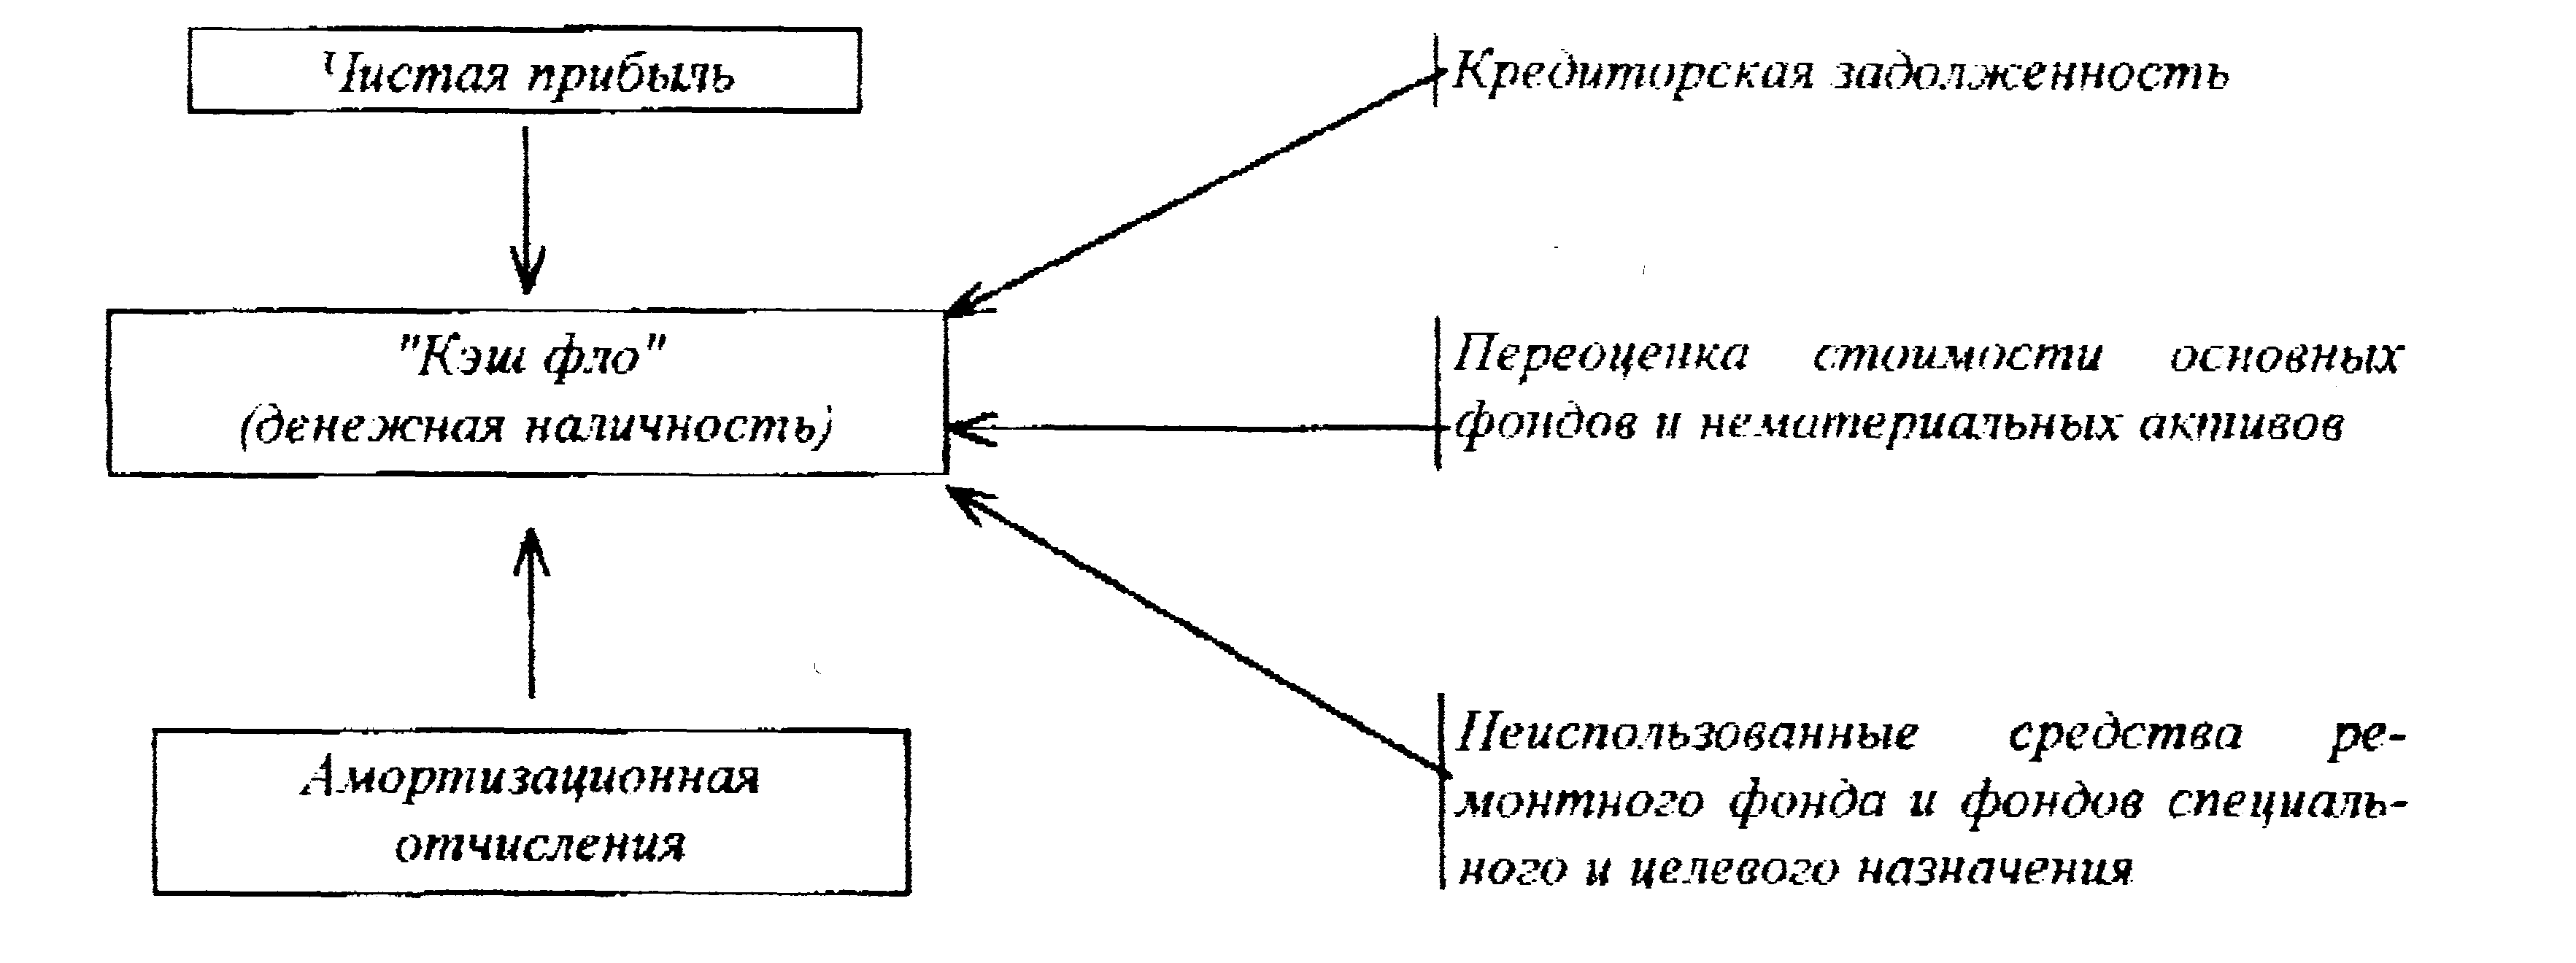 Чистая прибыль
Кредиторская задолженность
"Кэш фло"
(денежная наличность)
Переоценка стоимости основных
фондов и нематериальных активов
Амортизационная
отчисления
Неиспользованные средства ре-
монтного фонда и фондов специаль-
ного и целевого назначения